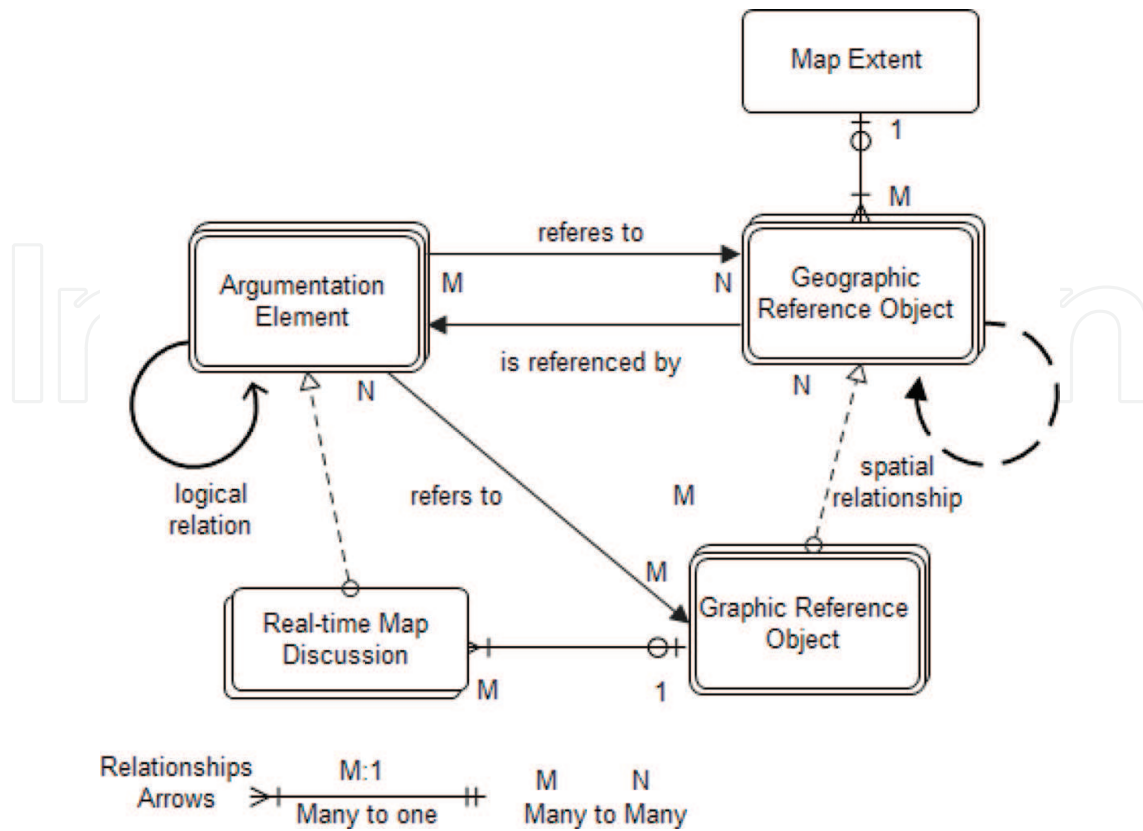 Map Extent
1
M
referes to
Argumentation
Element
M
N
Geographic
Reference Object
is referenced by
N
N
logical
relation
refers to
M
spatial
relationship
M
Real-time Map
Discussion
Graphic Reference
Object
M
1
Relationships
Arrows
M:1
Many to one
M N
Many to Many